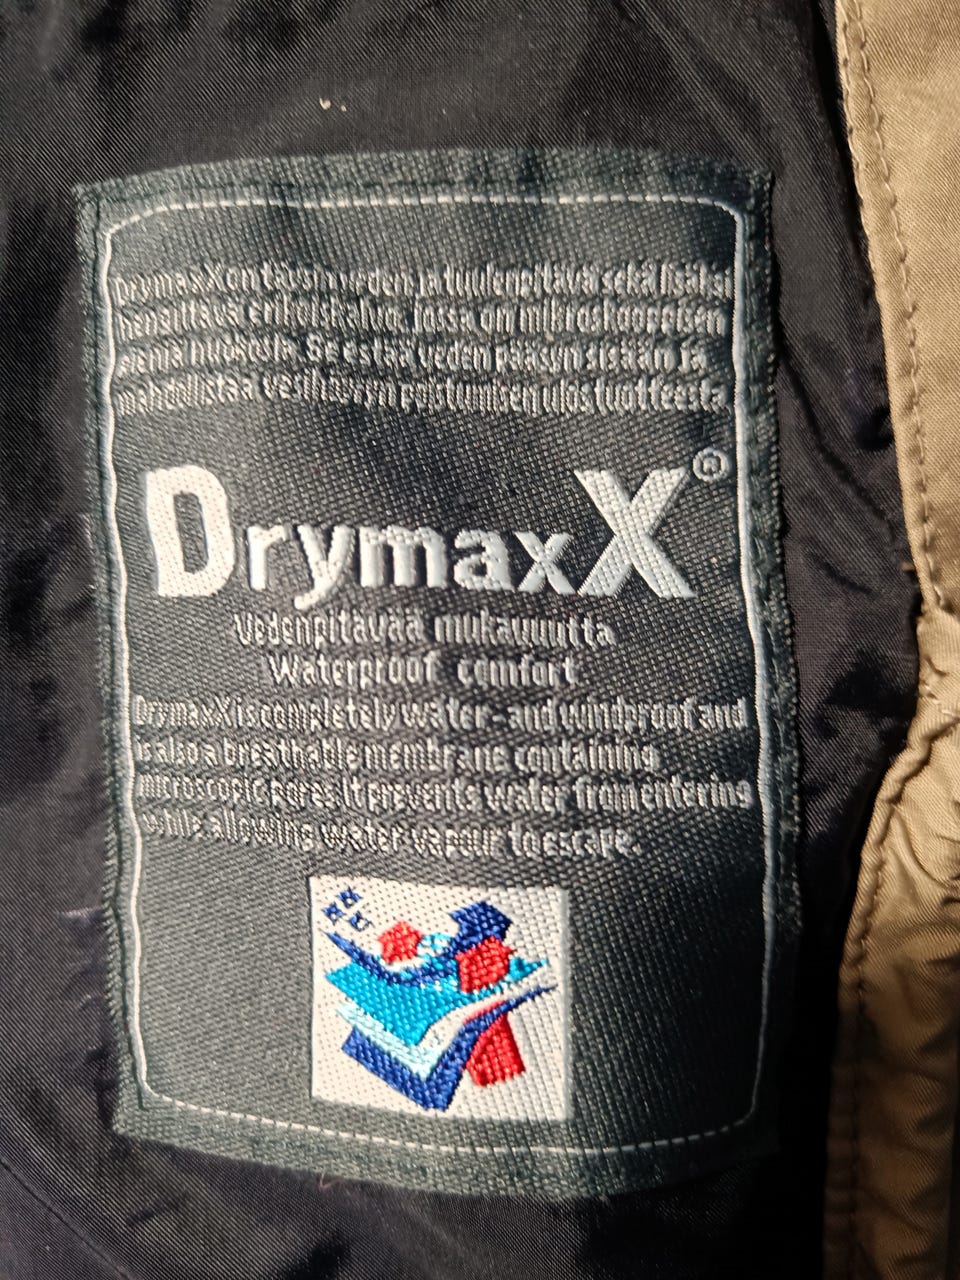 DrymaxX on täysin veden- ja tuulenpitävä sekä lisäksi
hengittävä erikoiskalvo, jossa on mikroskooppisen
pieniä huokosia. Se estää veden pääsyn sisään ja
mahdollistaa vesihöyryn poistumisen ulos tuotteesta
DrymaxX®
Vedenpitävää mukavuutta
Waterproof comfort
DrymaxX is completely water- and windproof and
is also a breathable membrane containing
microscopic pores. It prevents water from entering
while allowing water vapour to escape.